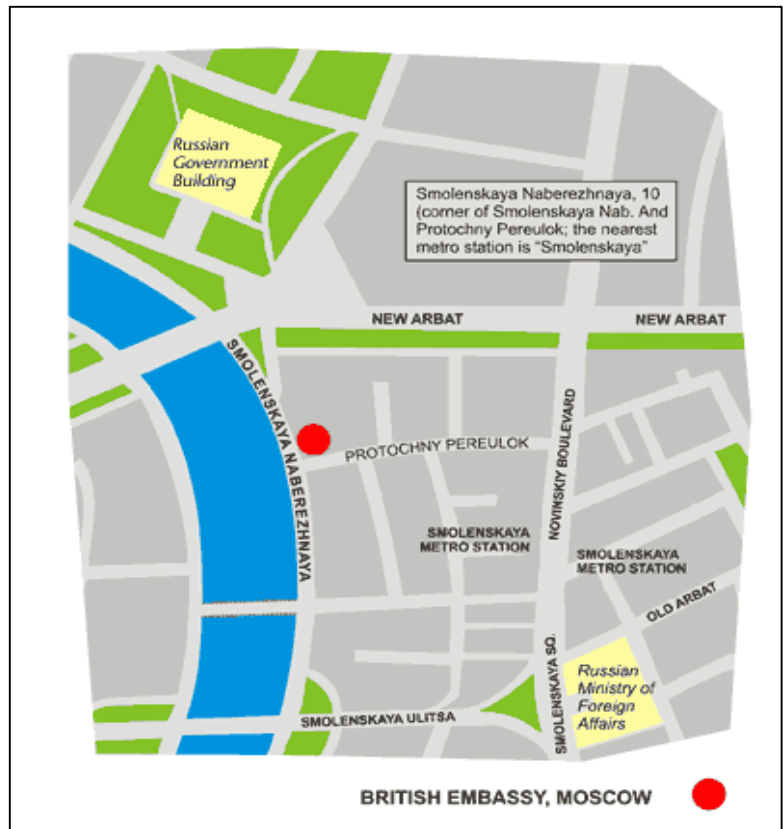 Russian
Government
Building
Smolenskaya Naberezhnaya, 10
(corner of Smolenskaya Nab. And
Protochny Pereulok; the nearest
metro station is "Smolenskaya"
NEW ARBAT
NEW ARBAT
SMOLENSKAYA NABEREZHNAYA
PROTOCHNY PEREULOK
NOVINSKIY BOULEVARD
SMOLENSKAYA
METRO STATION
SMOLENSKAYA
METRO STATION
OLD ARBAT
SMOLENSKAYA SQ.
Russian
Ministry of
Foreign
Affairs
SMOLENSKAYA ULITSA
BRITISH EMBASSY, MOSCOW